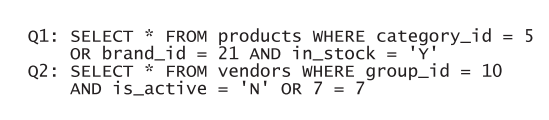 Q1: SELECT * FROM products WHERE category_id = 5
OR brand_id = 21 AND in_stock = 'Y'
Q2: SELECT * FROM vendors WHERE group_id = 10
AND is_active = 'N' OR 7 = 7